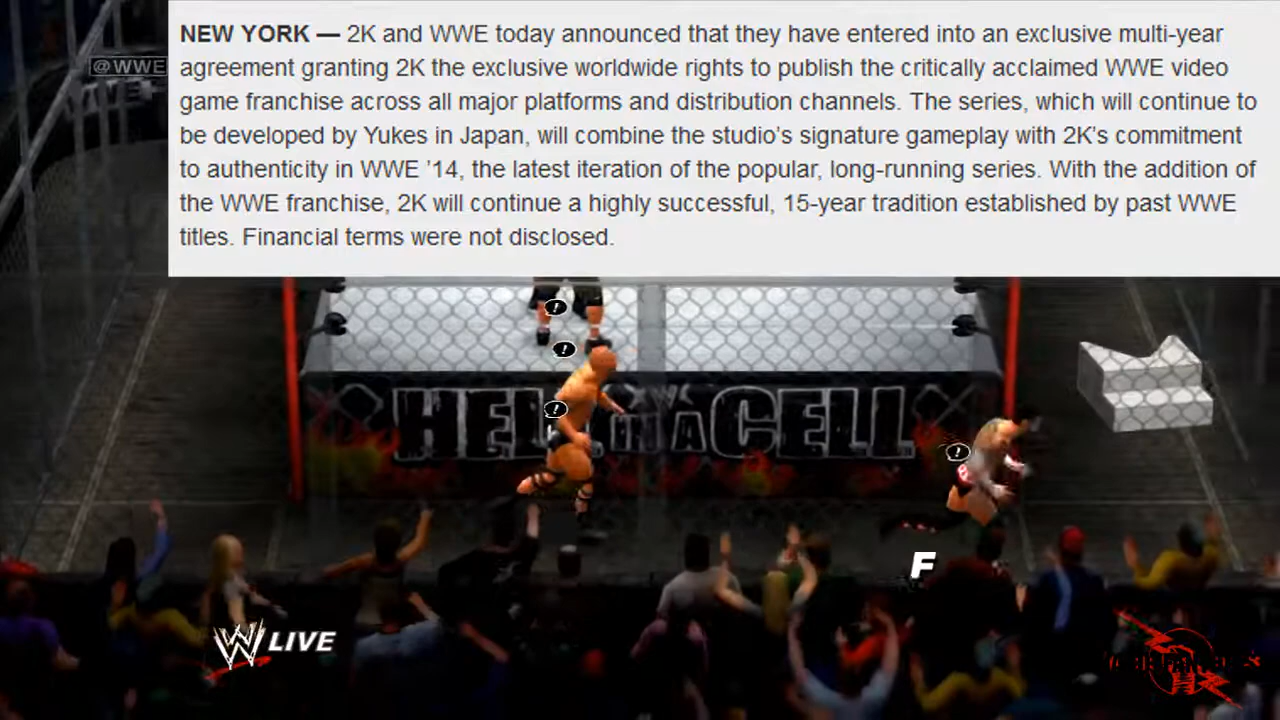 NEW YORK — 2K and WWE today announced that they have entered into an exclusive multi-year
agreement granting 2K the exclusive worldwide rights to publish the critically acclaimed WWE video
game franchise across all major platforms and distribution channels. The series, which will continue to
be developed by Yukes in Japan, will combine the studio's signature gameplay with 2K's commitment
to authenticity in WWE '14, the latest iteration of the popular, long-running series. With the addition of
the WWE franchise, 2K will continue a highly successful, 15-year tradition established by past WWE
titles. Financial terms were not disclosed.
@WWE
!
!
!
!
HELL IN A CELL
F
W LIVE